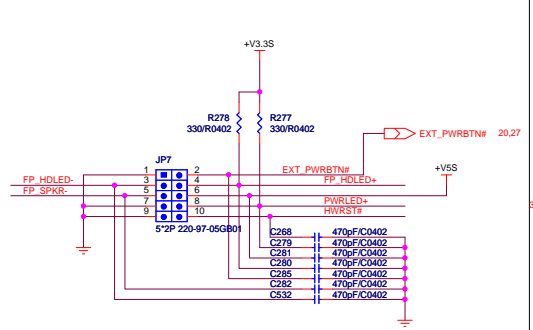 +V3.3S
R278
R277
330/R0402
330/R0402
EXT_PWRBTN#
20,27
JP7
+V5S
1
2
EXT_PWRBTN#
FP_HDLED-
3
4
FP_HDLED+
FP_SPKR-
5
6
7
8
PWRLED+
9
10
HWRST#
5*2P 220-97-05GB01
C268
470pF/C0402
C279
470pF/C0402
C281
470pF/C0402
C280
470pF/C0402
C285
470pF/C0402
C282
470pF/C0402
C532
470pF/C0402